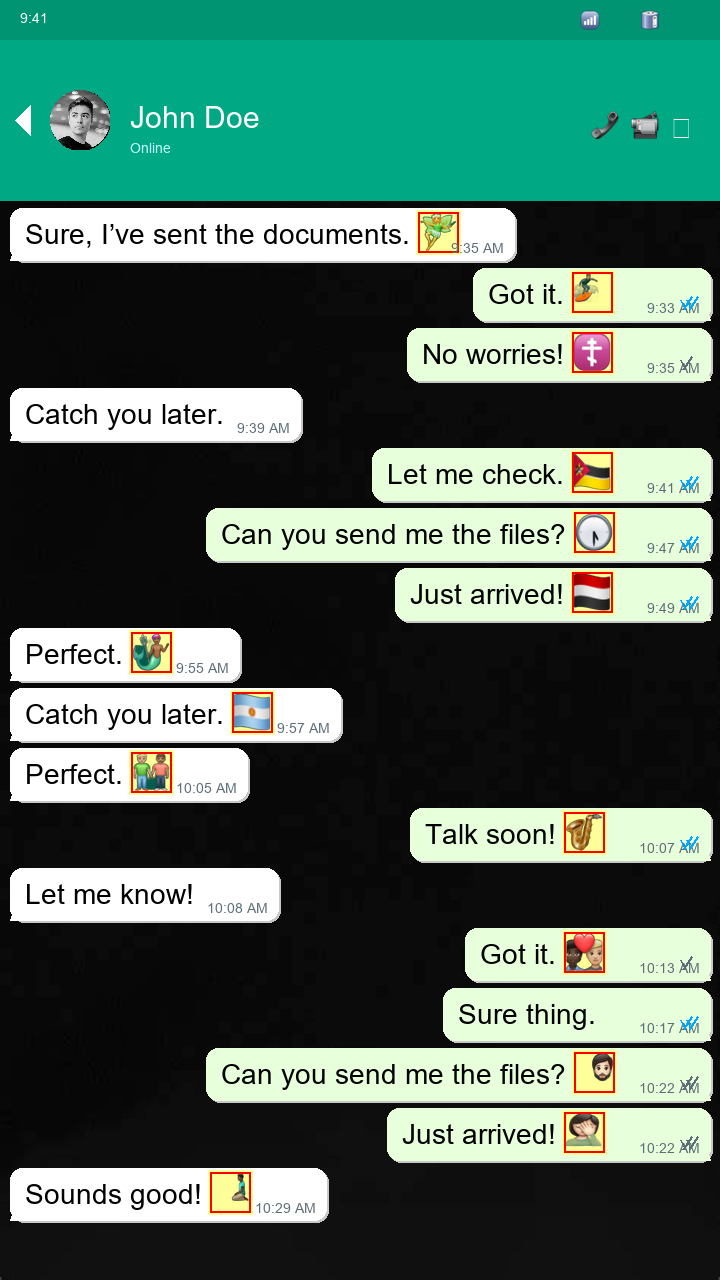 9:41
John Doe
Online
Sure, I've sent the documents. 9:35 AM
Got it. 9:33 AM
No worries! 9:35 AM
Catch you later. 9:39 AM
Let me check. 9:41 AM
Can you send me the files? 9:47 AM
Just arrived! 9:49 AM
Perfect. 9:55 AM
Catch you later. 9:57 AM
Perfect. 10:05 AM
Talk soon! 10:07 AM
Let me know! 10:08 AM
Got it. 10:13 AM
Sure thing. 10:17 AM
Can you send me the files? 10:22 AM
Just arrived! 10:22 AM
Sounds good! 10:29 AM